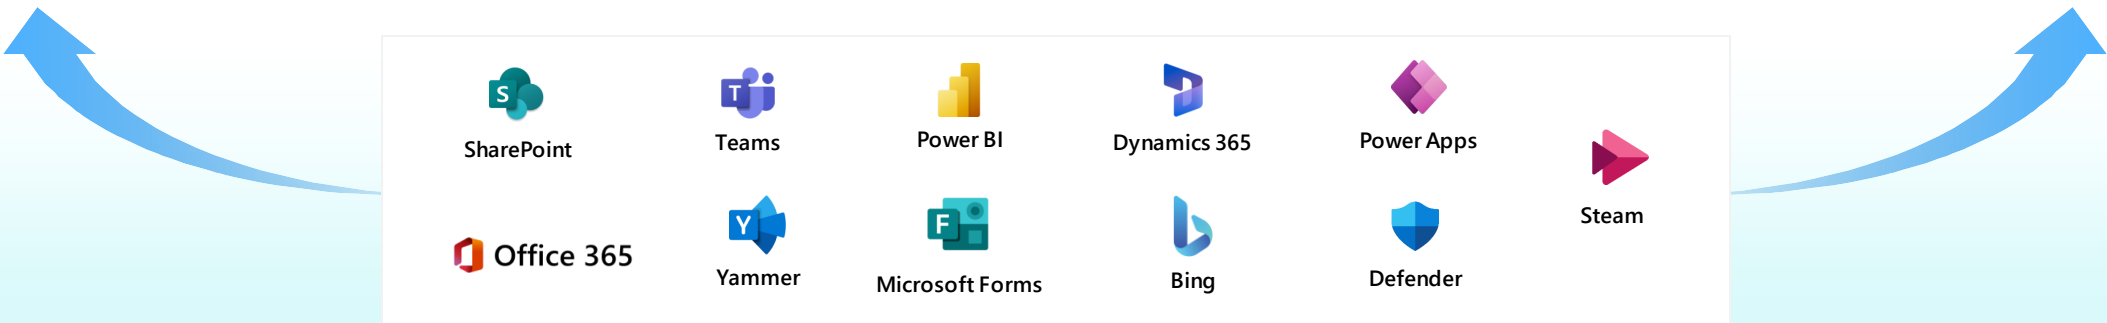 S
SharePoint
T
Teams
Power BI
Dynamics 365
Power Apps
Steam
Office 365
Y
Yammer
F
Microsoft Forms
Bing
Defender